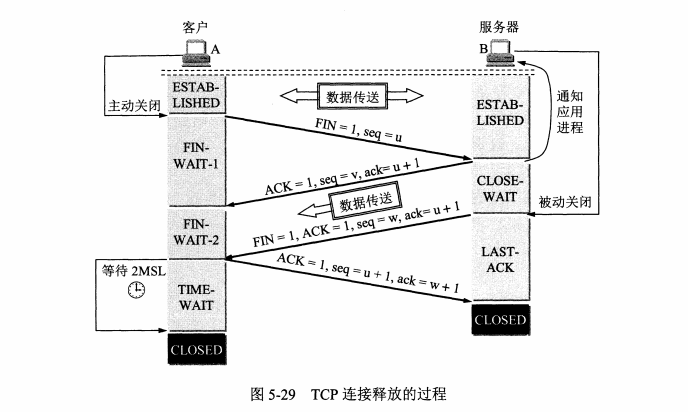 客户
服务器
A
B
ESTAB-
LISHED
数据传送
主动关闭
ESTAB-
LISHED
通知
应用
进程
FIN = 1, seq = u
FIN-
WAIT-1
ACK = 1, seq = v, ack= u + 1
CLOSE-
WAIT
数据传送
被动关闭
FIN-
WAIT-2
FIN = 1, ACK = 1, seq = w, ack= u + 1
LAST-
ACK
等待 2MSL
ACK = 1, seq = u + 1, ack = w + 1
TIME-
WAIT
CLOSED
CLOSED
图 5-29 TCP 连接释放的过程